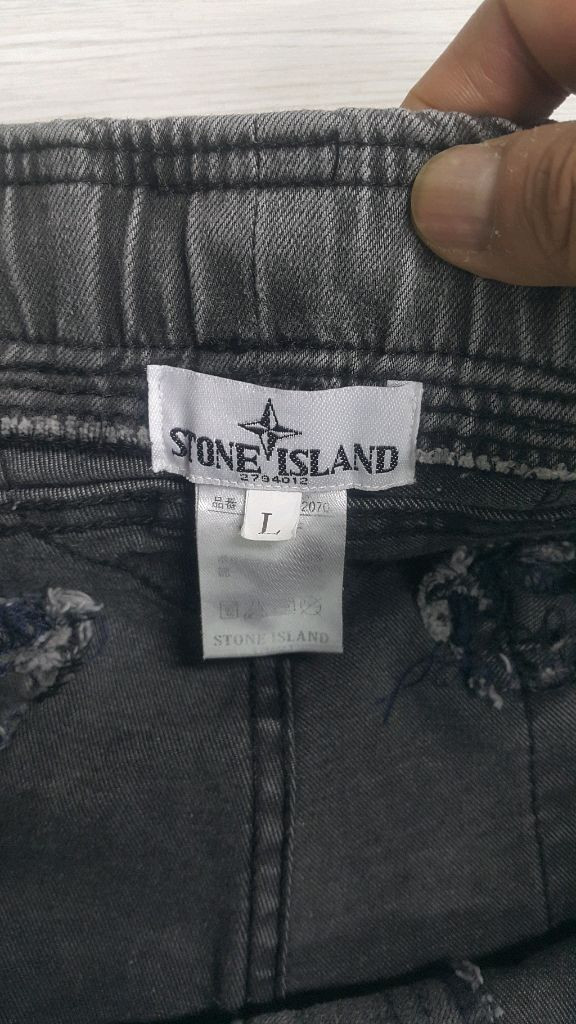 STONE ISLAND
2794012
品番 2070
L
STONE ISLAND